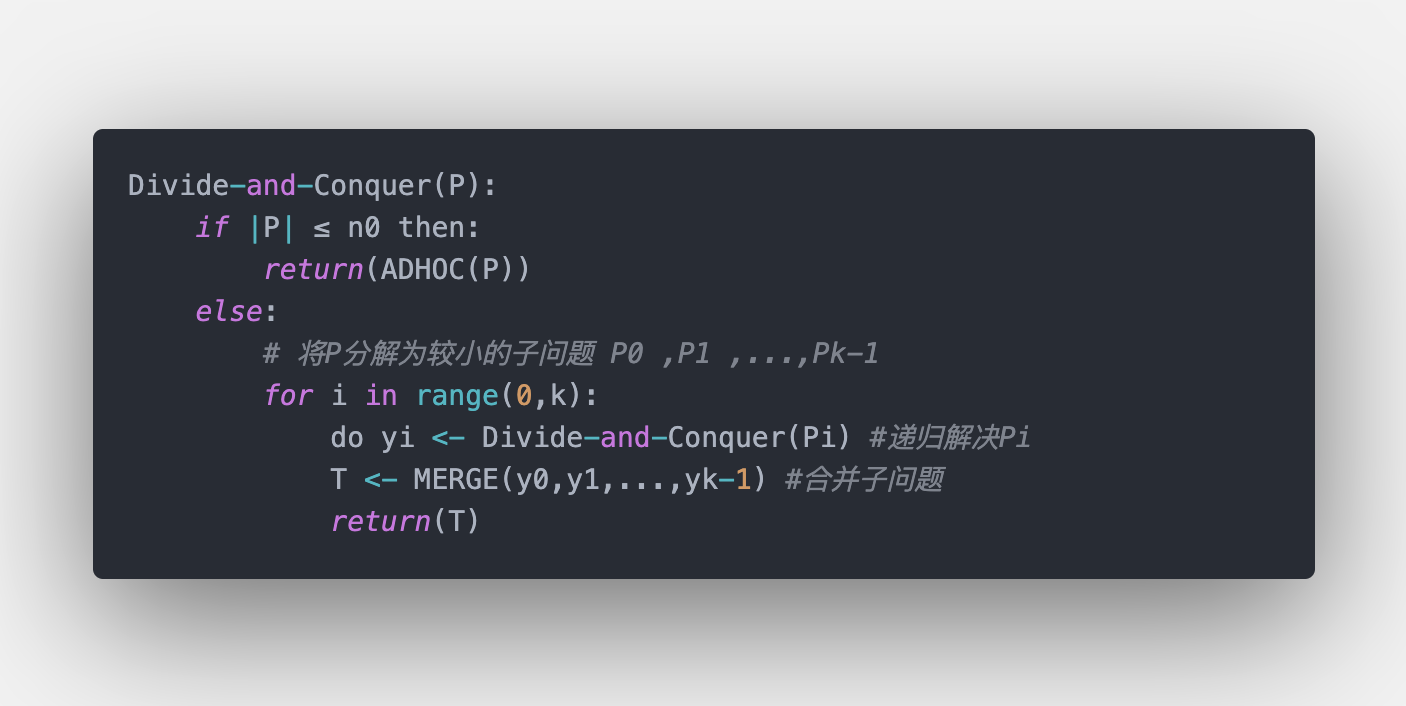 Divide-and-Conquer(P):
    if |P| ≤ n0 then:
        return(ADHOC(P))
    else:
        # 将P分解为较小的子问题 P0 ,P1 ,...,Pk-1
        for i in range(0,k):
            do yi <- Divide-and-Conquer(Pi) #递归解决Pi
            T <- MERGE(y0,y1,...,yk-1) #合并子问题
            return(T)